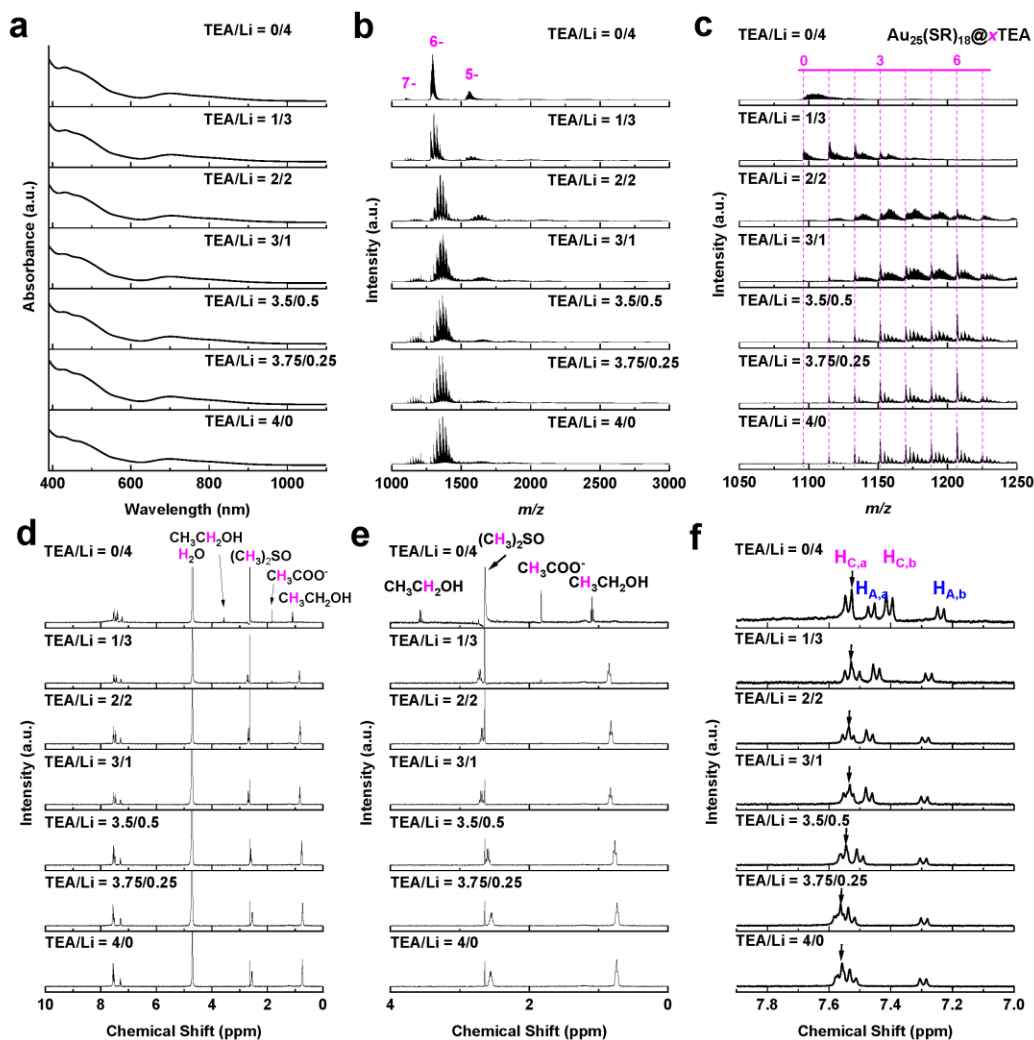 a
TEA/Li = 0/4
TEA/Li = 1/3
TEA/Li = 2/2
TEA/Li = 3/1
TEA/Li = 3.5/0.5
TEA/Li = 3.75/0.25
TEA/Li = 4/0
Absorbance (a.u.)
400 600 800 1000
Wavelength (nm)
b
TEA/Li = 0/4
7- 6- 5-
TEA/Li = 1/3
TEA/Li = 2/2
TEA/Li = 3/1
TEA/Li = 3.5/0.5
TEA/Li = 3.75/0.25
TEA/Li = 4/0
Intensity (a.u.)
1000 1500 2000 2500 3000
m/z
c
TEA/Li = 0/4 Au₂₅(SR)₁₈@xTEA
0 3 6
TEA/Li = 1/3
TEA/Li = 2/2
TEA/Li = 3/1
TEA/Li = 3.5/0.5
TEA/Li = 3.75/0.25
TEA/Li = 4/0
Intensity (a.u.)
1050 1100 1150 1200 1250
m/z
d
TEA/Li = 0/4
CH₃CH₂OH
H₂O
(CH₃)₂SO
CH₃COO⁻
CH₃CH₂OH
TEA/Li = 1/3
TEA/Li = 2/2
TEA/Li = 3/1
TEA/Li = 3.5/0.5
TEA/Li = 3.75/0.25
TEA/Li = 4/0
Intensity (a.u.)
10 8 6 4 2 0
Chemical Shift (ppm)
e
TEA/Li = 0/4
(CH₃)₂SO
CH₃COO⁻
CH₃CH₂OH
CH₃CH₂OH
TEA/Li = 1/3
TEA/Li = 2/2
TEA/Li = 3/1
TEA/Li = 3.5/0.5
TEA/Li = 3.75/0.25
TEA/Li = 4/0
Intensity (a.u.)
4 2 0
Chemical Shift (ppm)
f
TEA/Li = 0/4
H_C,a H_C,b
H_A,a H_A,b
TEA/Li = 1/3
TEA/Li = 2/2
TEA/Li = 3/1
TEA/Li = 3.5/0.5
TEA/Li = 3.75/0.25
TEA/Li = 4/0
Intensity (a.u.)
7.8 7.6 7.4 7.2 7.0
Chemical Shift (ppm)